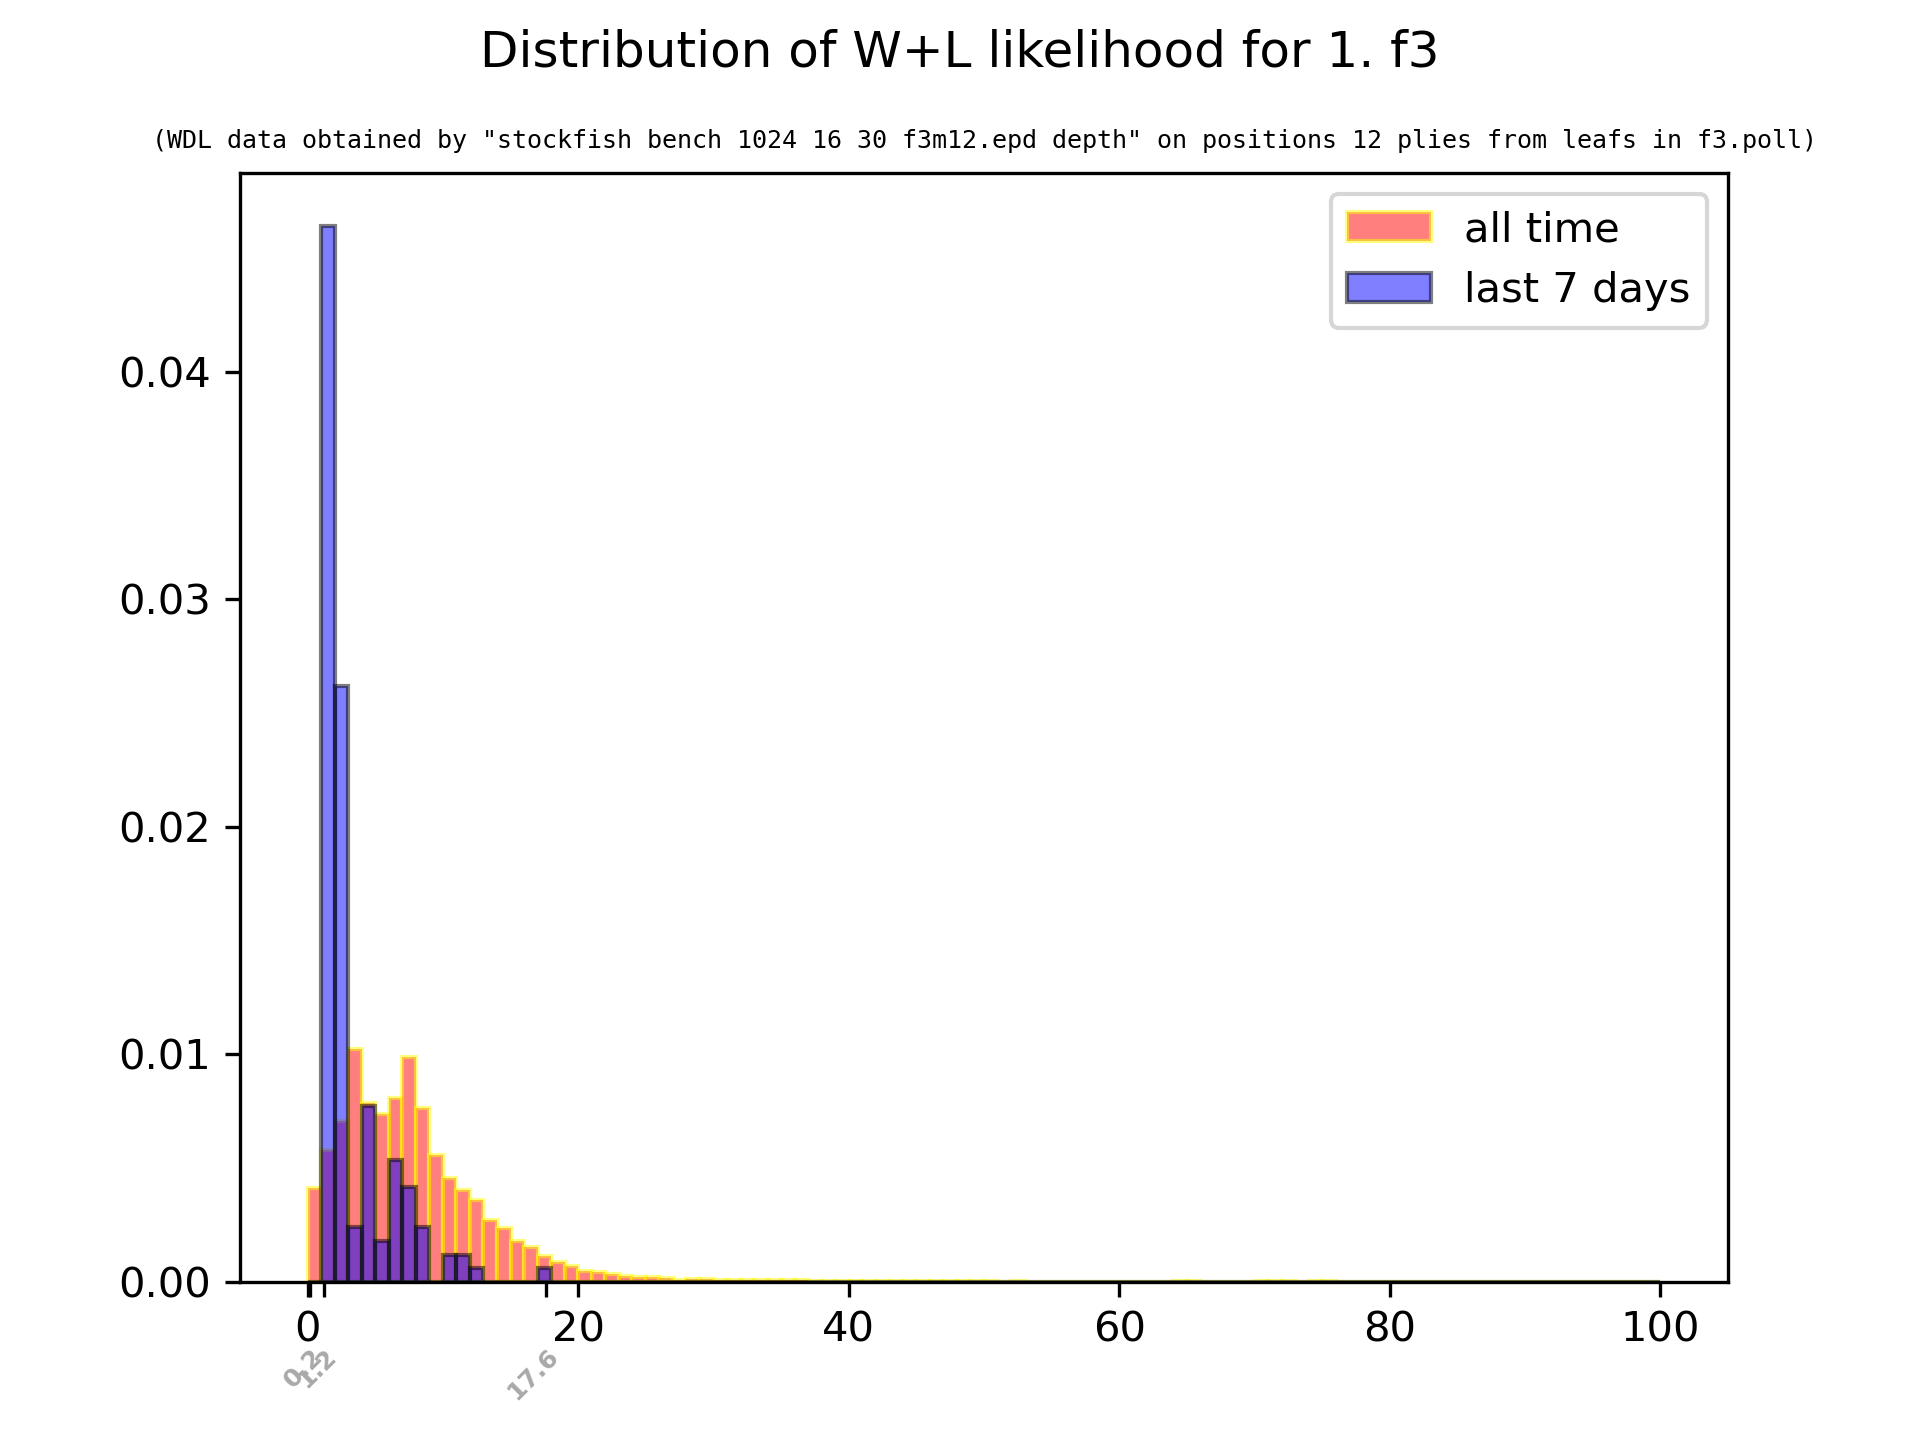 Distribution of W+L likelihood for 1. f3
(WDL data obtained by "stockfish bench 1024 16 30 f3m12.epd depth" on positions 12 plies from leafs in f3.poll)
all time
last 7 days
0.04
0.03
0.02
0.01
0.00
0 20 40 60 80 100
0.2 1.2 17.6